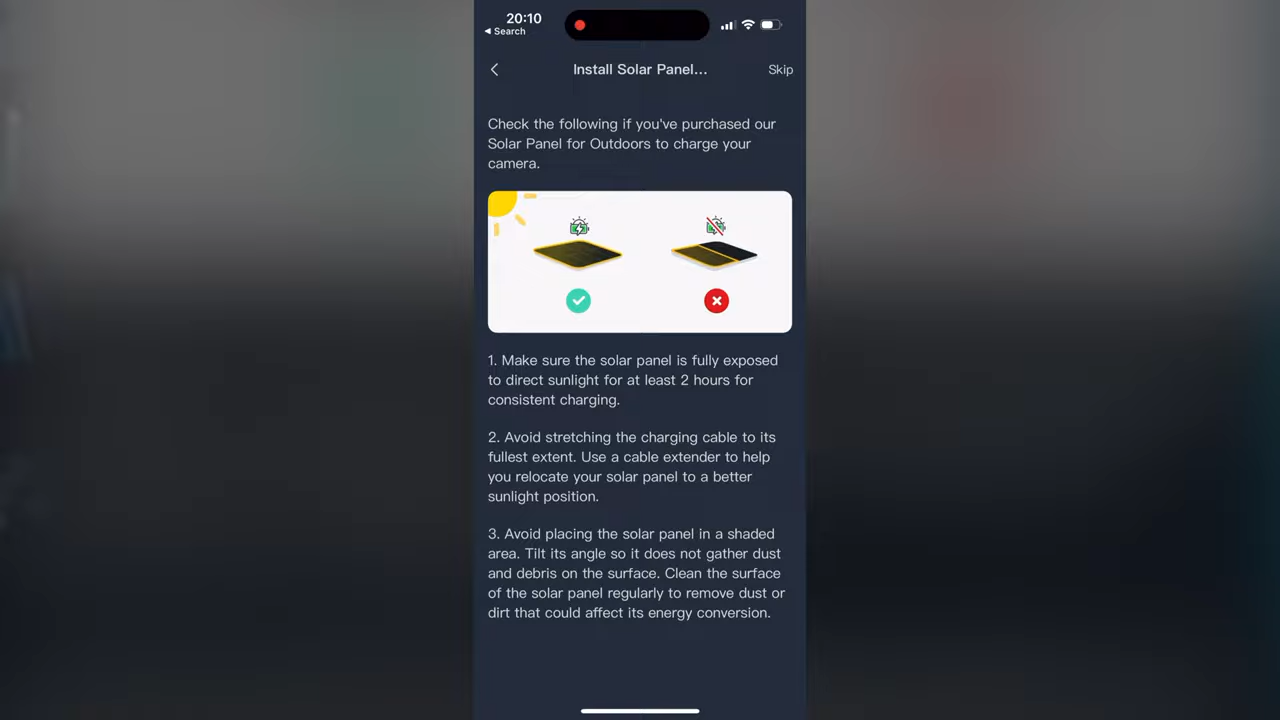 20:10
◀ Search
Install Solar Panel...
Skip
Check the following if you've purchased our
Solar Panel for Outdoors to charge your
camera.
1. Make sure the solar panel is fully exposed
to direct sunlight for at least 2 hours for
consistent charging.
2. Avoid stretching the charging cable to its
fullest extent. Use a cable extender to help
you relocate your solar panel to a better
sunlight position.
3. Avoid placing the solar panel in a shaded
area. Tilt its angle so it does not gather dust
and debris on the surface. Clean the surface
of the solar panel regularly to remove dust or
dirt that could affect its energy conversion.